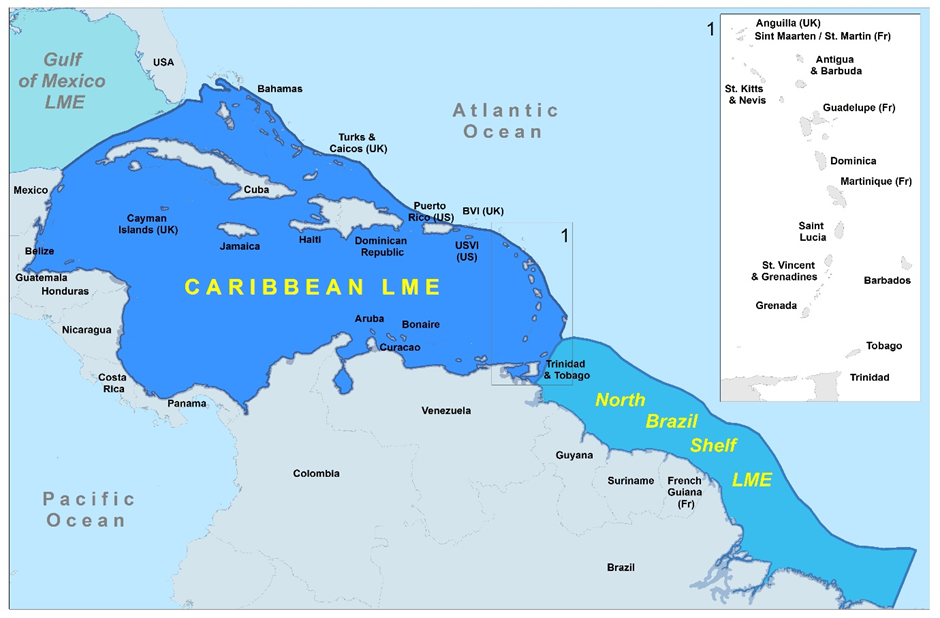 Gulf
of Mexico
LME
USA
Bahamas
Atlantic
Ocean
Turks &
Caicos (UK)
Mexico
Cuba
Cayman
Islands (UK)
Jamaica
Haiti
Dominican
Republic
Puerto
Rico (US)
BVI (UK)
USVI
(US)
1
Belize
Guatemala
Honduras
CARIBBEAN LME
Nicaragua
Aruba
Bonaire
Curacao
Costa
Rica
Panama
Trinidad
& Tobago
North
Brazil
Shelf
LME
Venezuela
Colombia
Guyana
Suriname
French
Guiana
(Fr)
Brazil
Pacific
Ocean
1
Anguilla (UK)
Sint Maarten / St. Martin (Fr)
Antigua
& Barbuda
St. Kitts
& Nevis
Guadelupe (Fr)
Dominica
Martinique (Fr)
Saint
Lucia
St. Vincent
& Grenadines
Barbados
Grenada
Tobago
Trinidad